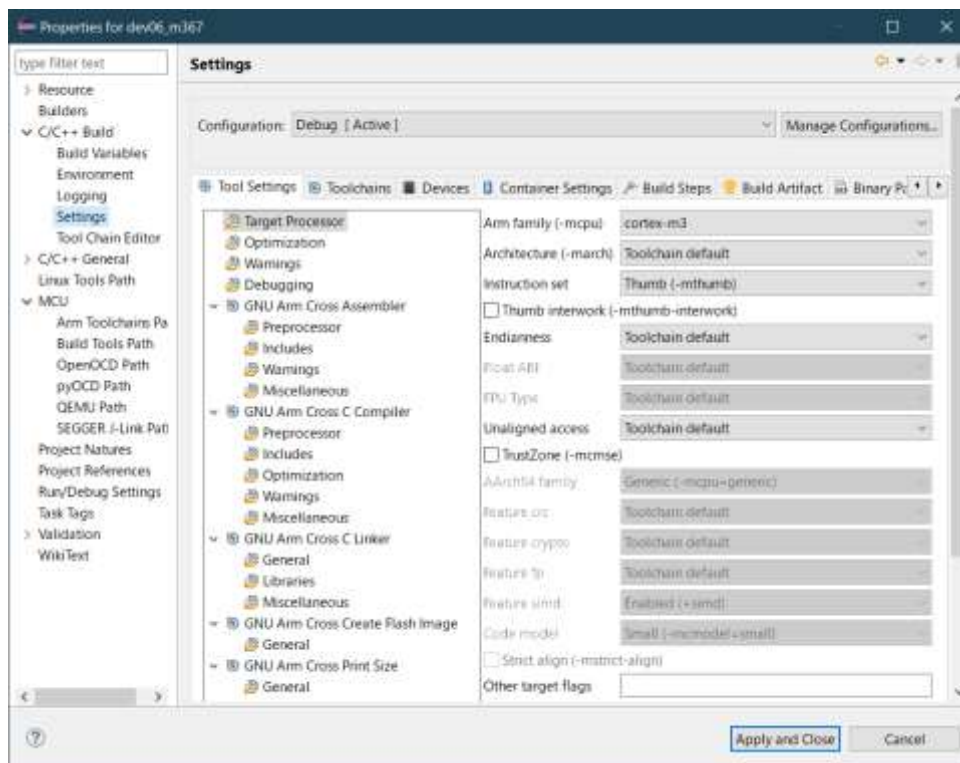 Properties for dev06_m367
type filter text
Settings
Resource
Builders
C/C++ Build
Build Variables
Environment
Logging
Settings
Tool Chain Editor
C/C++ General
Linux Tools Path
MCU
Arm Toolchains Pa
Build Tools Path
OpenOCD Path
pyOCD Path
QEMU Path
SEGGER J-Link Pat
Project Natures
Project References
Run/Debug Settings
Task Tags
Validation
WikiText
Configuration: Debug [ Active ]
Manage Configurations...
Tool Settings Toolchains Devices Container Settings Build Steps Build Artifact Binary Pa
Target Processor
Optimization
Warnings
Debugging
GNU Arm Cross Assembler
Preprocessor
Includes
Warnings
Miscellaneous
GNU Arm Cross C Compiler
Preprocessor
Includes
Optimization
Warnings
Miscellaneous
GNU Arm Cross C Linker
General
Libraries
Miscellaneous
GNU Arm Cross Create Flash Image
General
GNU Arm Cross Print Size
General
Arm family (-mcpu) cortex-m3
Architecture (-march) Toolchain default
Instruction set Thumb (-mthumb)
Thumb interwork (-mthumb-interwork)
Endianness Toolchain default
Float ABI Toolchain default
FPU Type Toolchain default
Unaligned access Toolchain default
TrustZone (-mcmse)
AArch64 family Generic (-mcpu=generic)
Feature crc Toolchain default
Feature crypto Toolchain default
Feature fp Toolchain default
Feature simd Enabled (+simd)
Code model Small (-mcmodel=small)
Strict align (-mstrict-align)
Other target flags
Apply and Close
Cancel